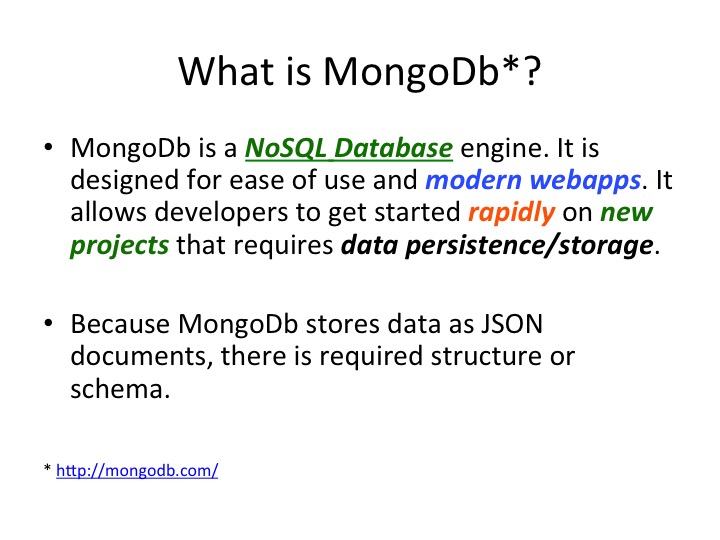 What is MongoDb*?
• MongoDb is a NoSQL Database engine. It is
designed for ease of use and modern webapps. It
allows developers to get started rapidly on new
projects that requires data persistence/storage.
• Because MongoDb stores data as JSON
documents, there is required structure or
schema.
* http://mongodb.com/